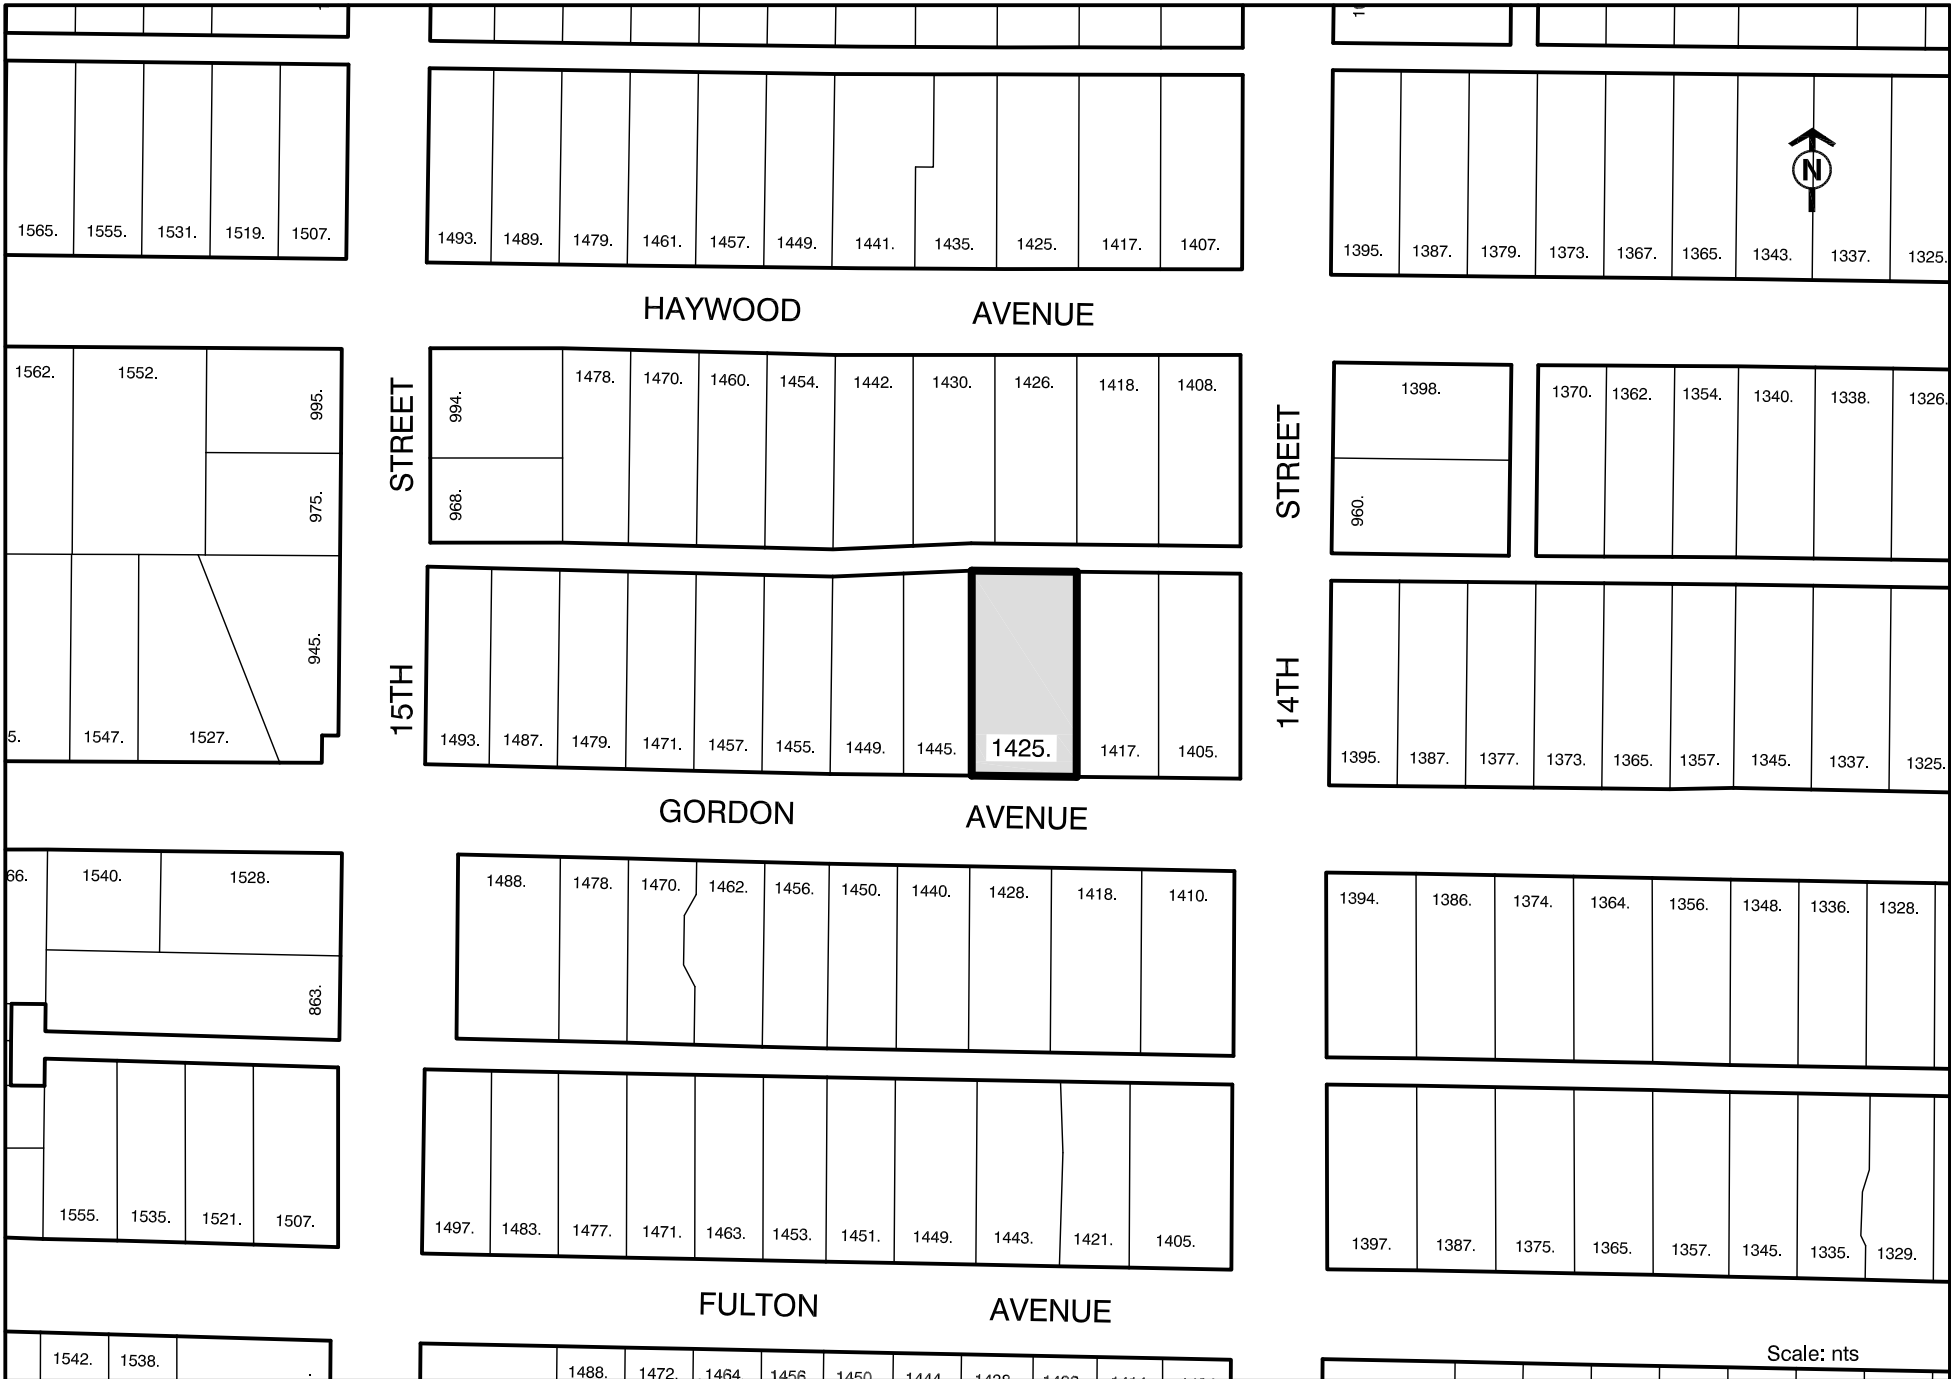 1565. 1555. 1531. 1519. 1507. 1493. 1489. 1479. 1461. 1457. 1449. 1441. 1435. 1425. 1417. 1407. 1395. 1387. 1379. 1373. 1367. 1365. 1343. 1337. 1325.
N
HAYWOOD AVENUE
1562. 1552. 995. 994. 1478. 1470. 1460. 1454. 1442. 1430. 1426. 1418. 1408. 1398. 1370. 1362. 1354. 1340. 1338. 1326.
975. 968. 960.
15TH STREET
14TH STREET
945.
5. 1547. 1527. 1493. 1487. 1479. 1471. 1457. 1455. 1449. 1445. 1425. 1417. 1405. 1395. 1387. 1377. 1373. 1365. 1357. 1345. 1337. 1325.
GORDON AVENUE
66. 1540. 1528. 1488. 1478. 1470. 1462. 1456. 1450. 1440. 1428. 1418. 1410. 1394. 1386. 1374. 1364. 1356. 1348. 1336. 1328.
863.
1555. 1535. 1521. 1507. 1497. 1483. 1477. 1471. 1463. 1453. 1451. 1449. 1443. 1421. 1405. 1397. 1387. 1375. 1365. 1357. 1345. 1335. 1329.
FULTON AVENUE
Scale: nts
1542. 1538. 1488. 1472. 1464. 1456. 1450.